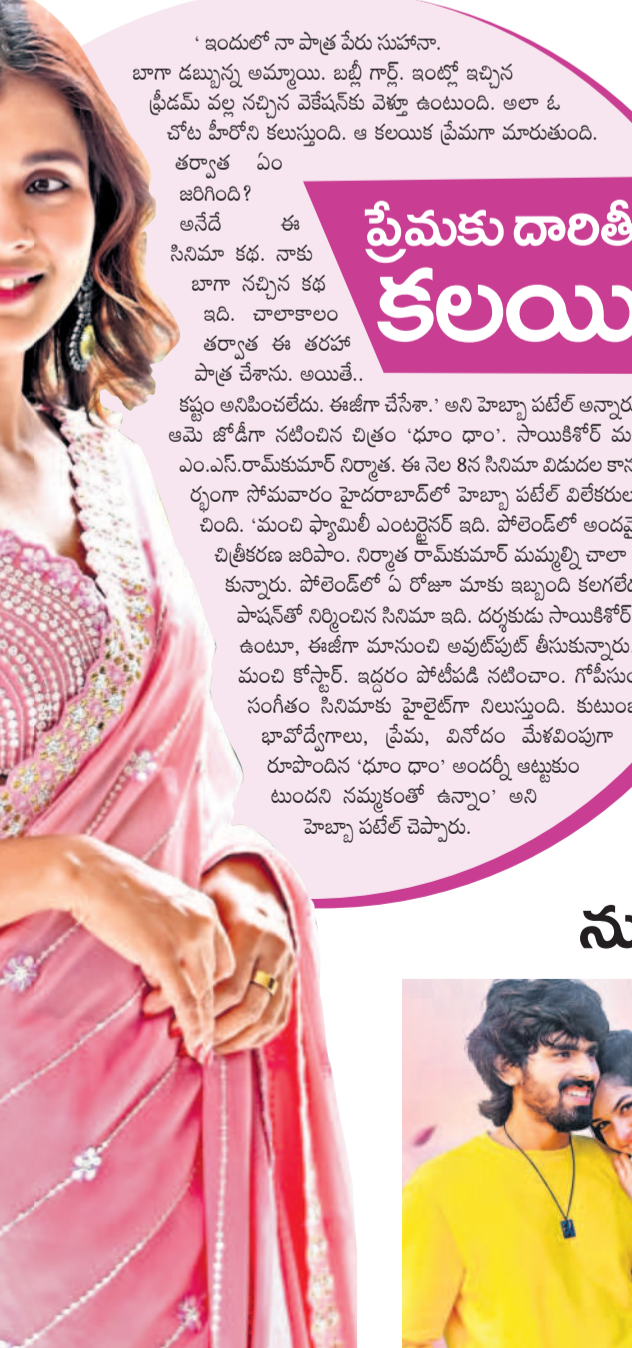 ‘ ఇందులో నా పాత్ర పేరు సుహానా.
బాగా డబ్బున్న అమ్మాయి. బబ్లీ గార్ల్. ఇంట్లో ఇచ్చిన
ఫ్రీడమ్ వల్ల నచ్చిన వెకేషన్‌కు వెళ్తూ ఉంటుంది. అలా ఓ
చోట హీరోని కలుస్తుంది. ఆ కలయిక ప్రేమగా మారుతుంది.
తర్వాత ఏం
జరిగింది?
అనేదే ఈ
సినిమా కథ. నాకు
బాగా నచ్చిన కథ
ఇది. చాలాకాలం
తర్వాత ఈ తరహా
పాత్ర చేశాను. అయితే..
ప్రేమకు దారితీ
కలయి
కష్టం అనిపించలేదు. ఈజీగా చేసేశా.’ అని హెబ్బా పటేల్ అన్నారు
ఆమె జోడీగా నటించిన చిత్రం ‘ధూం ధాం’. సాయికిశోర్ మ
ఎం.ఎస్.రామ్‌కుమార్ నిర్మాత. ఈ నెల 8న సినిమా విడుదల కాన
ర్భంగా సోమవారం హైదరాబాద్‌లో హెబ్బా పటేల్ విలేకరుల
చింది. ‘మంచి ఫ్యామిలీ ఎంటర్టైనర్ ఇది. పోలెండ్‌లో అందమై
చిత్రీకరణ జరిపాం. నిర్మాత రామ్‌కుమార్ మమ్మల్ని చాలా
కున్నారు. పోలెండ్‌లో ఏ రోజూ మాకు ఇబ్బంది కలగలేద
పాషన్‌తో నిర్మించిన సినిమా ఇది. దర్శకుడు సాయికిశోర్
ఉంటూ, ఈజీగా మానుంచి అవుట్‌పుట్ తీసుకున్నారు.
మంచి కోస్టార్. ఇద్దరం పోటీపడి నటించాం. గోపీసుం
సంగీతం సినిమాకు హైలైట్‌గా నిలుస్తుంది. కుటుంబ
భావోద్వేగాలు, ప్రేమ, వినోదం మేళవింపుగా
రూపొందిన ‘ధూం ధాం’ అందర్నీ ఆట్టుకుం
టుందని నమ్మకంతో ఉన్నాం’ అని
హెబ్బా పటేల్ చెప్పారు.
ను